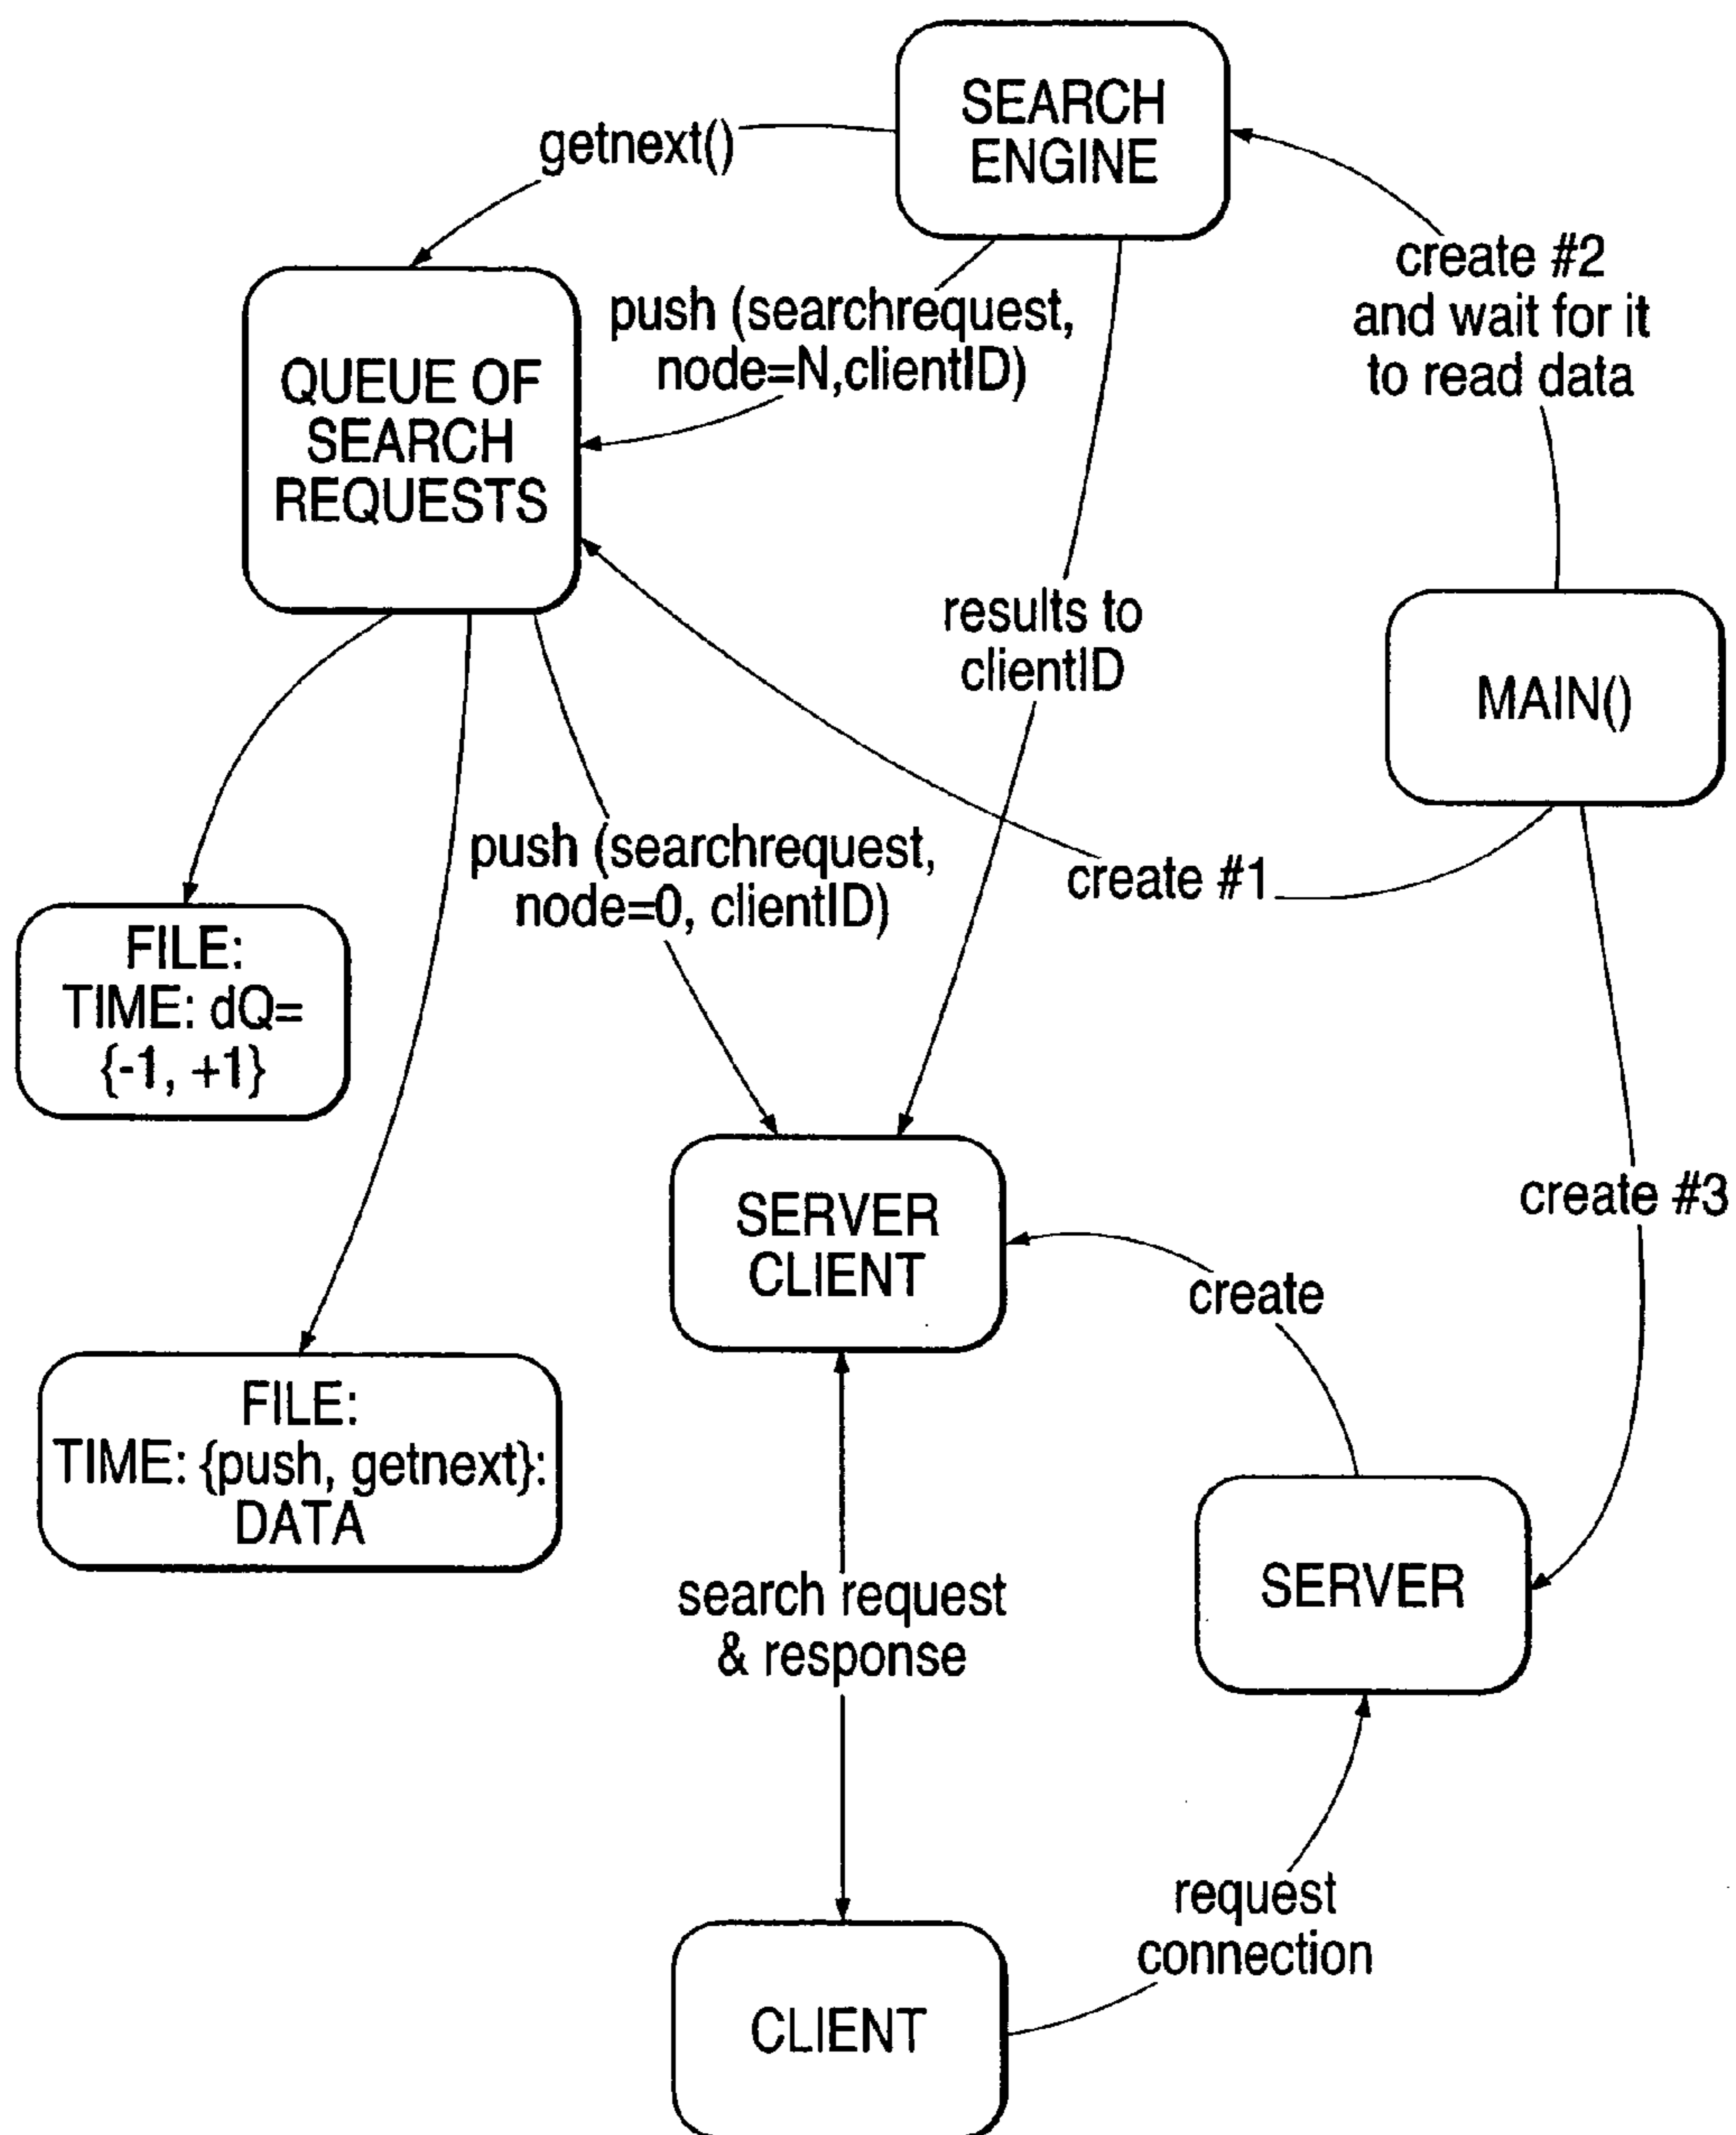 SEARCH
ENGINE
getnext()
create #2
and wait for it
to read data
push (searchrequest,
node=N,clientID)
QUEUE OF
SEARCH
REQUESTS
results to
clientID
MAIN()
push (searchrequest,
node=0, clientID)
create #1
FILE:
TIME: dQ=
{-1, +1}
create #3
SERVER
CLIENT
create
FILE:
TIME: {push, getnext}:
DATA
search request
& response
SERVER
request
connection
CLIENT